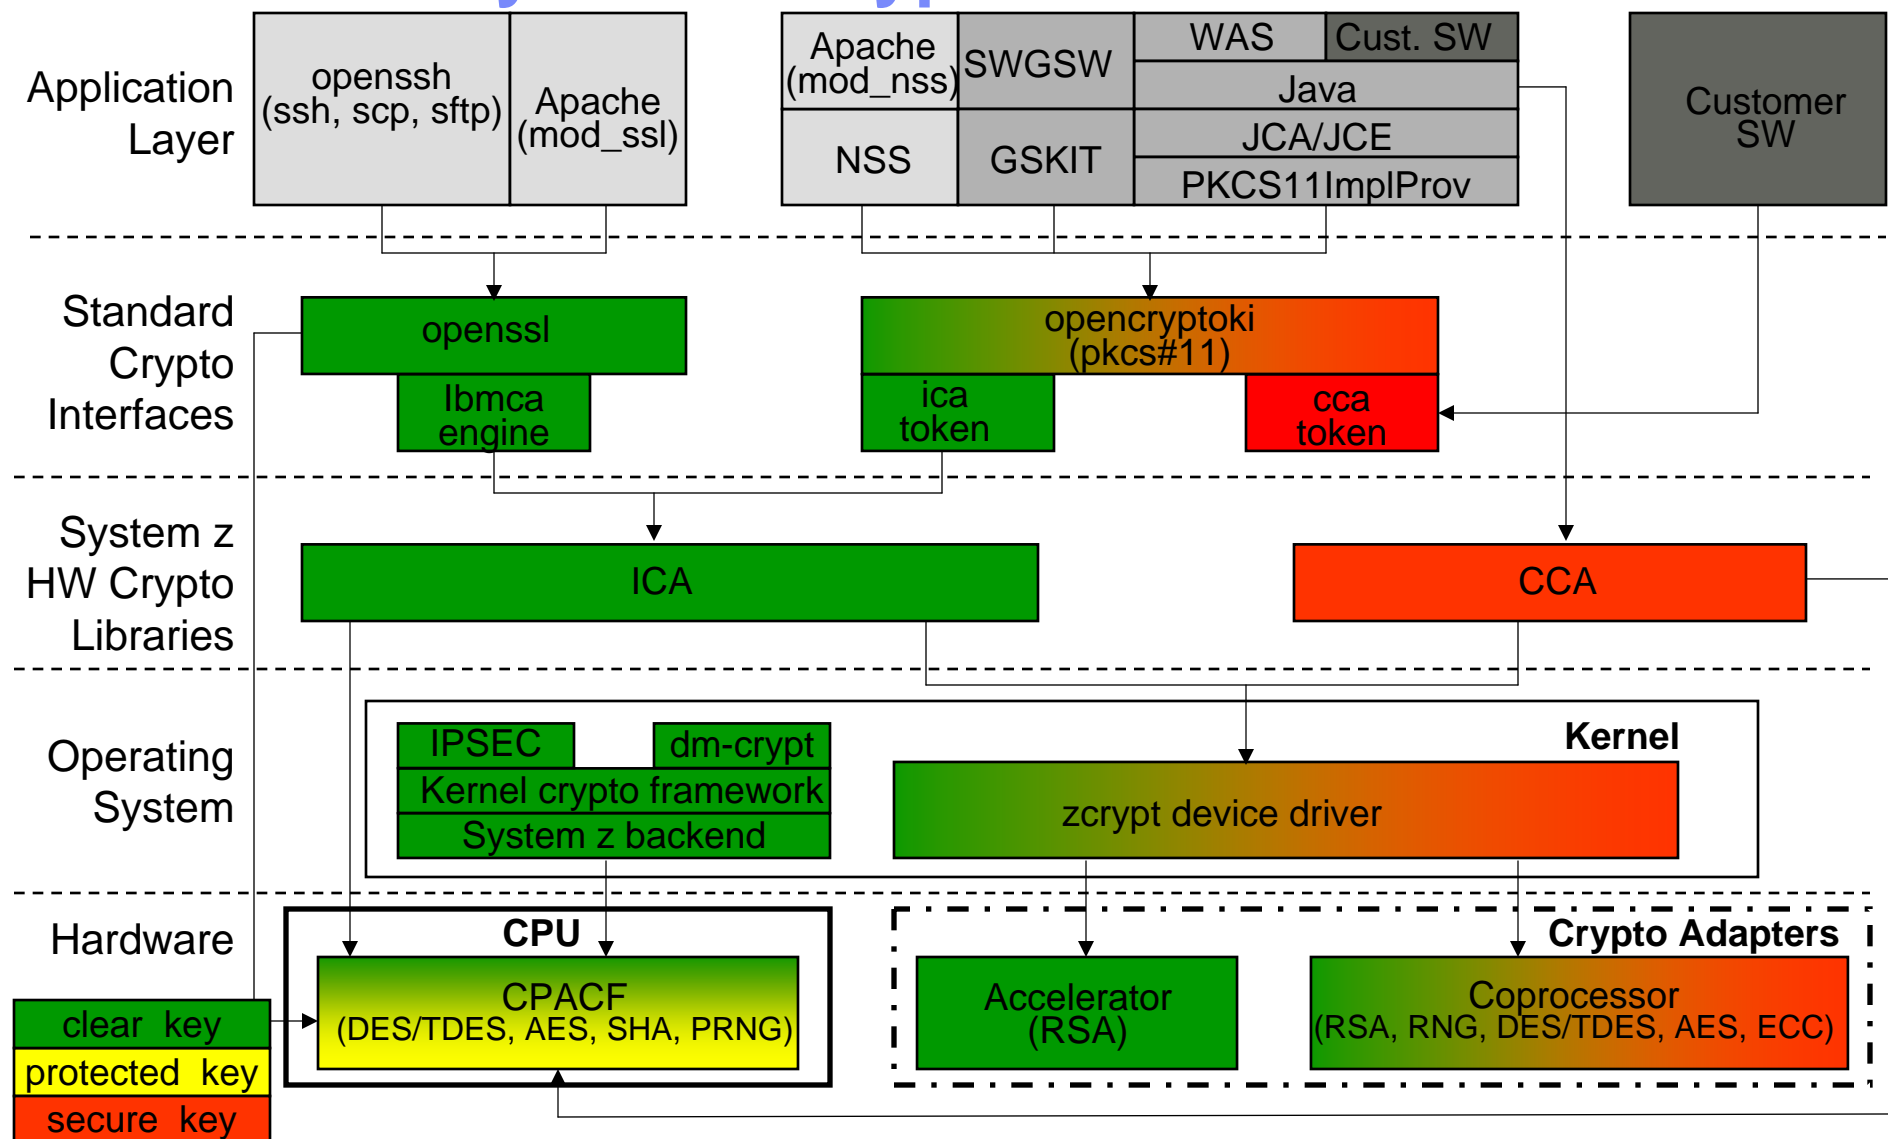 Application
Layer
openssh
(ssh, scp, sftp)
Apache
(mod_ssl)
Apache
(mod_nss)
NSS
SWGSW
GSKIT
WAS
Cust. SW
Java
JCA/JCE
PKCS11ImplProv
Customer
SW
Standard
Crypto
Interfaces
openssl
Ibmca
engine
opencryptoki
(pkcs#11)
ica
token
cca
token
System z
HW Crypto
Libraries
ICA
CCA
Operating
System
Kernel
IPSEC
dm-crypt
Kernel crypto framework
System z backend
zcrypt device driver
Hardware
CPU
CPACF
(DES/TDES, AES, SHA, PRNG)
Crypto Adapters
Accelerator
(RSA)
Coprocessor
(RSA, RNG, DES/TDES, AES, ECC)
clear key
protected key
secure key